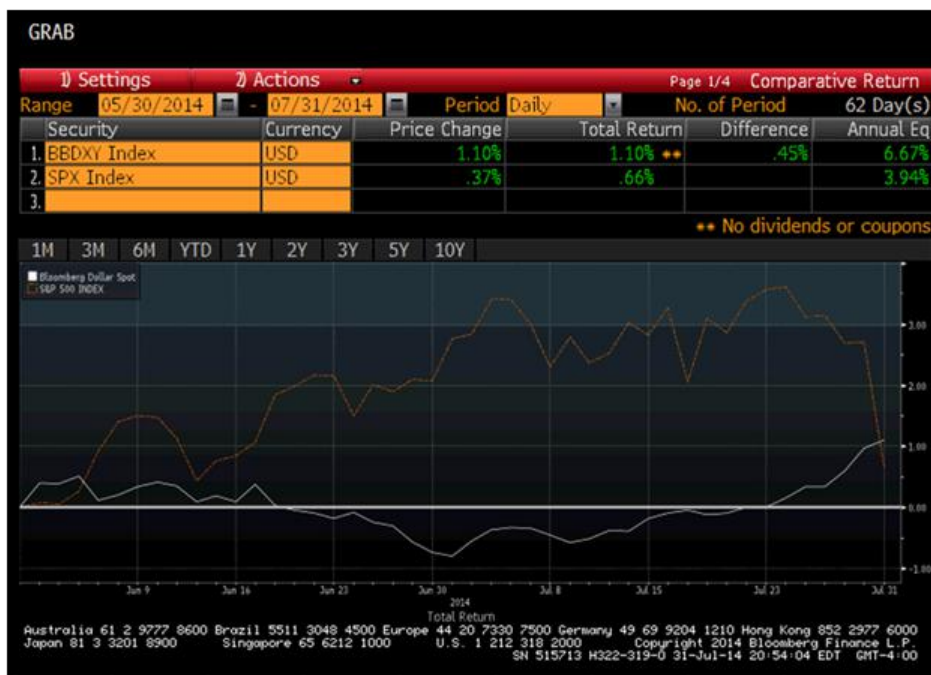 GRAB
1) Settings 2) Actions Page 1/4 Comparative Return
Range 05/30/2014 - 07/31/2014 Period Daily No. of Period 62 Day(s)
Security Currency Price Change Total Return Difference Annual Eq
1. BBDXY Index USD 1.10% 1.10% ** .45% 6.67%
2. SPX Index USD .37% .66% 3.94%
3.
** No dividends or coupons
1M 3M 6M YTD 1Y 2Y 3Y 5Y 10Y
Bloomberg Dollar Spot
S&P 500 INDEX
3.00
2.00
1.00
0.00
-1.00
Jun 9 Jun 16 Jun 23 Jun 30 Jul 8 Jul 15 Jul 23 Jul 31
2014
Total Return
Australia 61 2 9777 8600 Brazil 5511 3048 4500 Europe 44 20 7330 7500 Germany 49 69 9204 1210 Hong Kong 852 2977 6000
Japan 81 3 3201 8900 Singapore 65 6212 1000 U.S. 1 212 318 2000 Copyright 2014 Bloomberg Finance L.P.
SN 515713 H322-319-0 31-Jul-14 20:54:04 EDT GMT-4:00